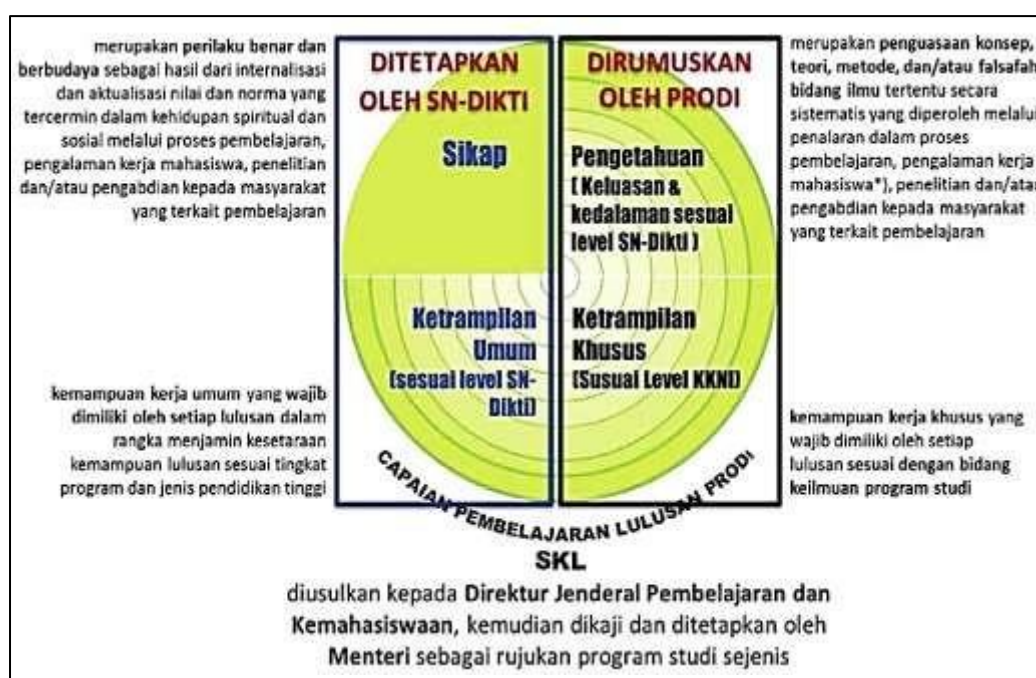 merupakan perilaku benar dan
berbudaya sebagai hasil dari internalisasi
dan aktualisasi nilai dan norma yang
tercermin dalam kehidupan spiritual dan
sosial melalui proses pembelajaran,
pengalaman kerja mahasiswa, penelitian
dan/atau pengabdian kepada masyarakat
yang terkait pembelajaran
DITETAPKAN
OLEH SN-DIKTI
Sikap
DIRUMUSKAN
OLEH PRODI
Pengetahuan
( Keluasan &
kedalaman sesuai
level SN-Dikti )
merupakan penguasaan konsep,
teori, metode, dan/atau falsafah
bidang ilmu tertentu secara
sistematis yang diperoleh melalui
penalaran dalam proses
pembelajaran, pengalaman kerja
mahasiswa*), penelitian dan/atau
pengabdian kepada masyarakat
yang terkait pembelajaran
Ketrampilan
Umum
(sesuai level SN-
Dikti)
Ketrampilan
Khusus
(Susuai Level KKNI)
kemampuan kerja umum yang wajib
dimiliki oleh setiap lulusan dalam
rangka menjamin kesetaraan
kemampuan lulusan sesuai tingkat
program dan jenis pendidikan tinggi
kemampuan kerja khusus yang
wajib dimiliki oleh setiap
lulusan sesuai dengan bidang
keilmuan program studi
CAPAIAN PEMBELAJARAN LULUSAN PRODI
SKL
diusulkan kepada Direktur Jenderal Pembelajaran dan
Kemahasiswaan, kemudian dikaji dan ditetapkan oleh
Menteri sebagai rujukan program studi sejenis